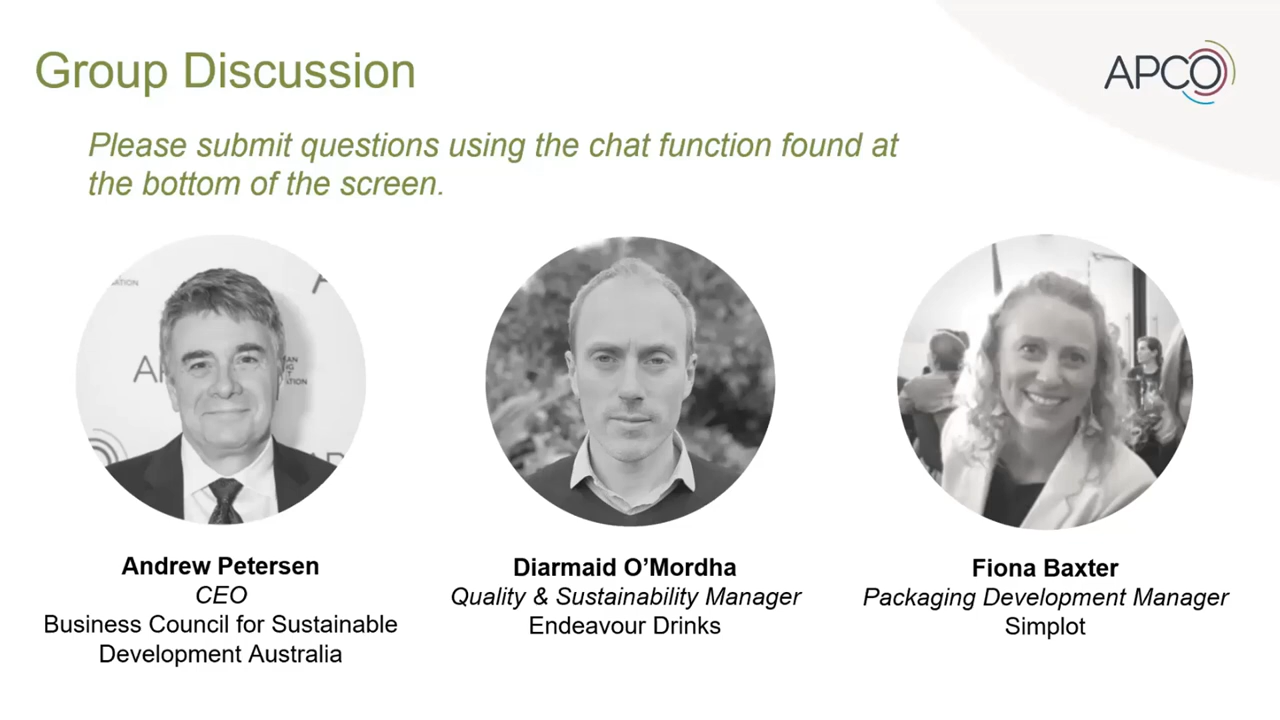 Group Discussion
APCO
Please submit questions using the chat function found at
the bottom of the screen.
Andrew Petersen
CEO
Business Council for Sustainable
Development Australia
Diarmaid O’Mordha
Quality & Sustainability Manager
Endeavour Drinks
Fiona Baxter
Packaging Development Manager
Simplot